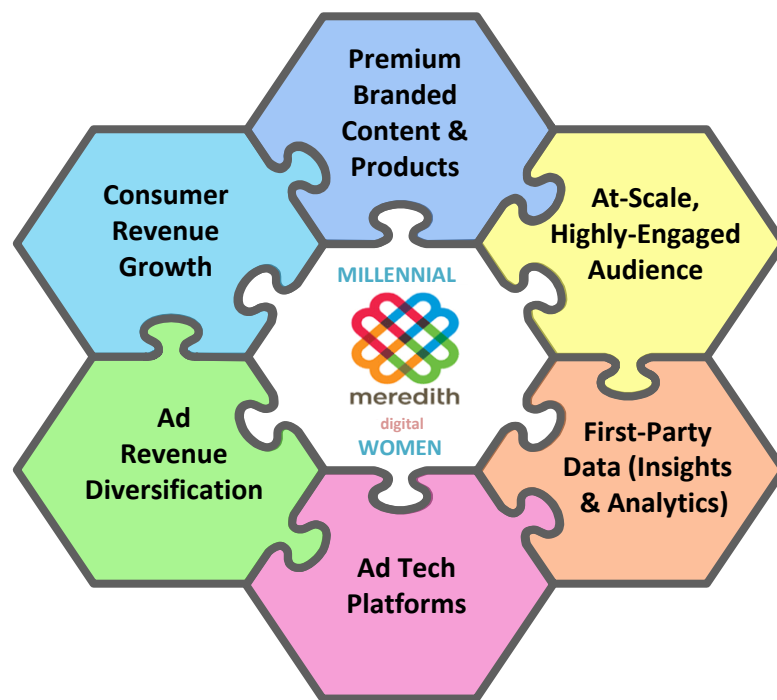 Premium
Branded
Content &
Products
At-Scale,
Highly-Engaged
Audience
First-Party
Data (Insights
& Analytics)
Ad Tech
Platforms
Ad
Revenue
Diversification
Consumer
Revenue
Growth
MILLENNIAL
meredith
digital
WOMEN